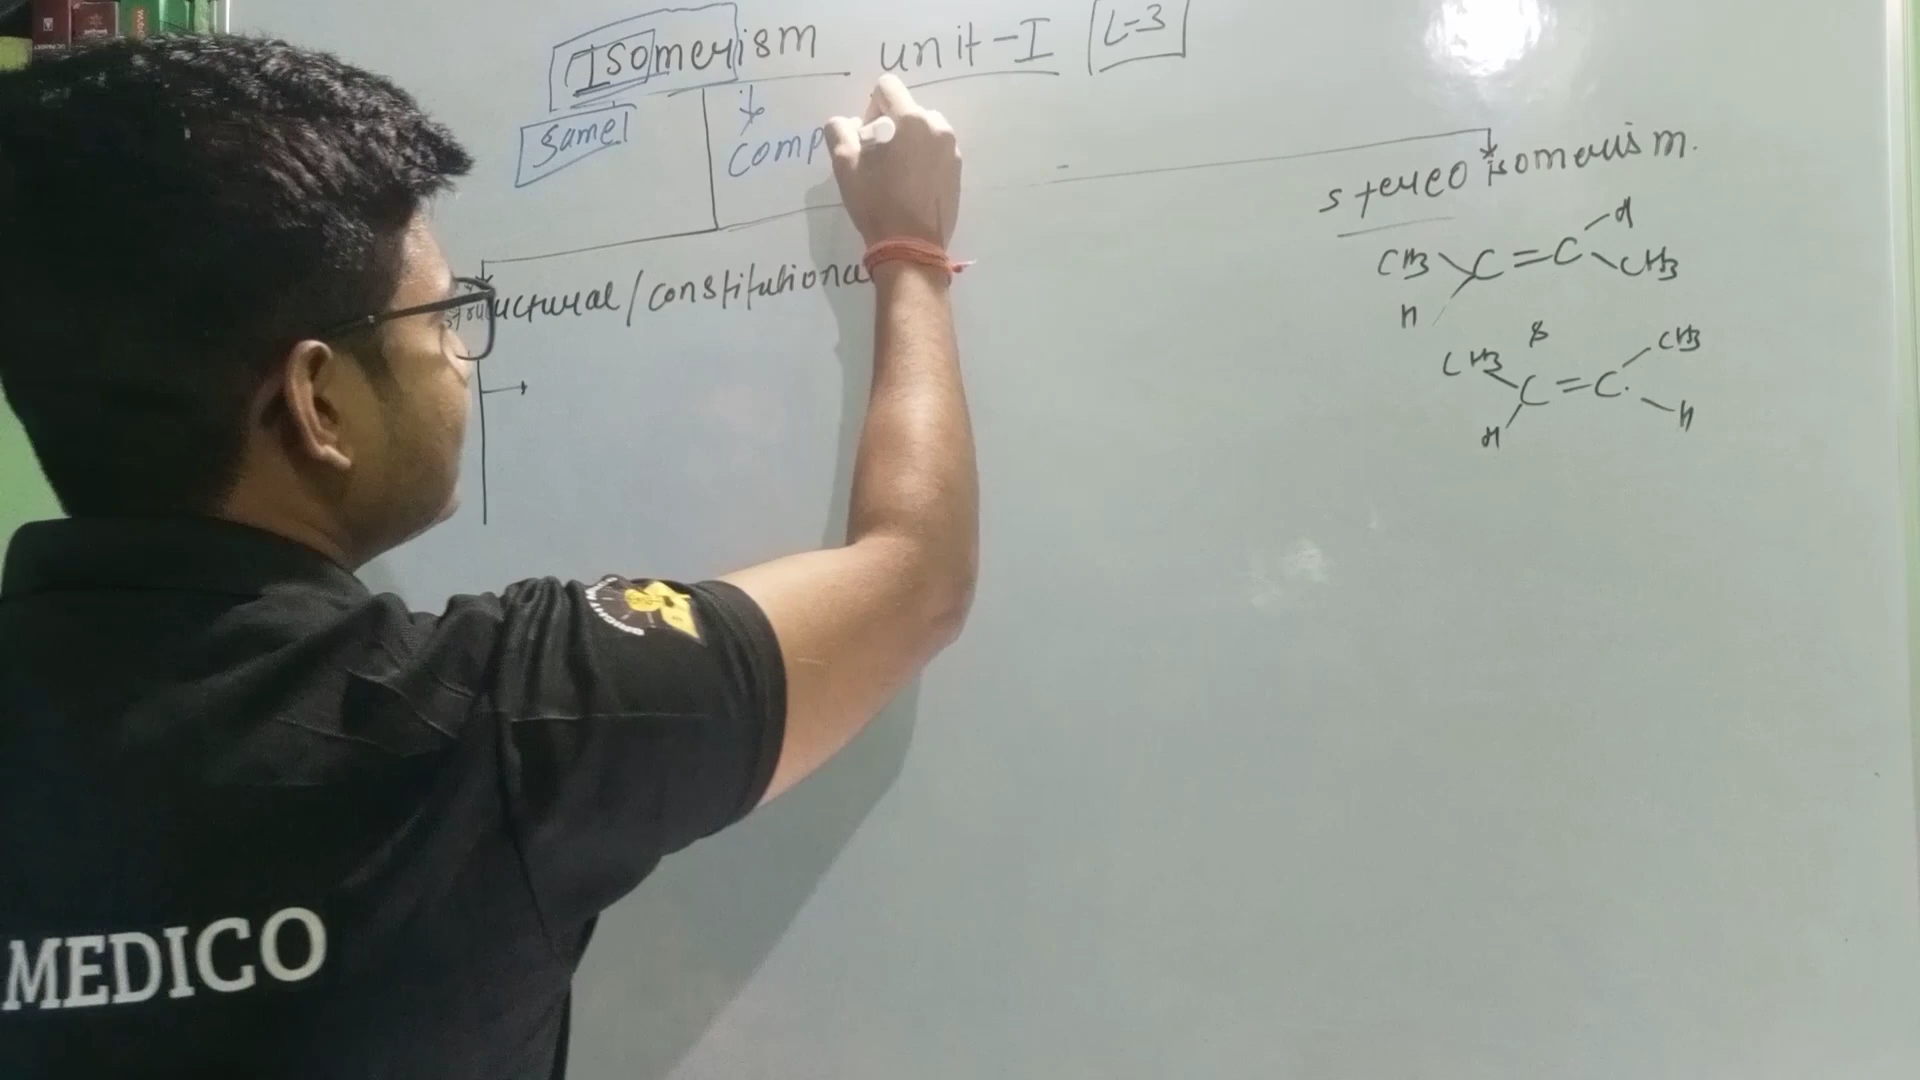 Isomerism unit-I L-3
same
comp
structural/constitutional
stereo isomerism.
CH3 C=C H
H CH3
&
CH3 C=C CH3
H H
MEDICO